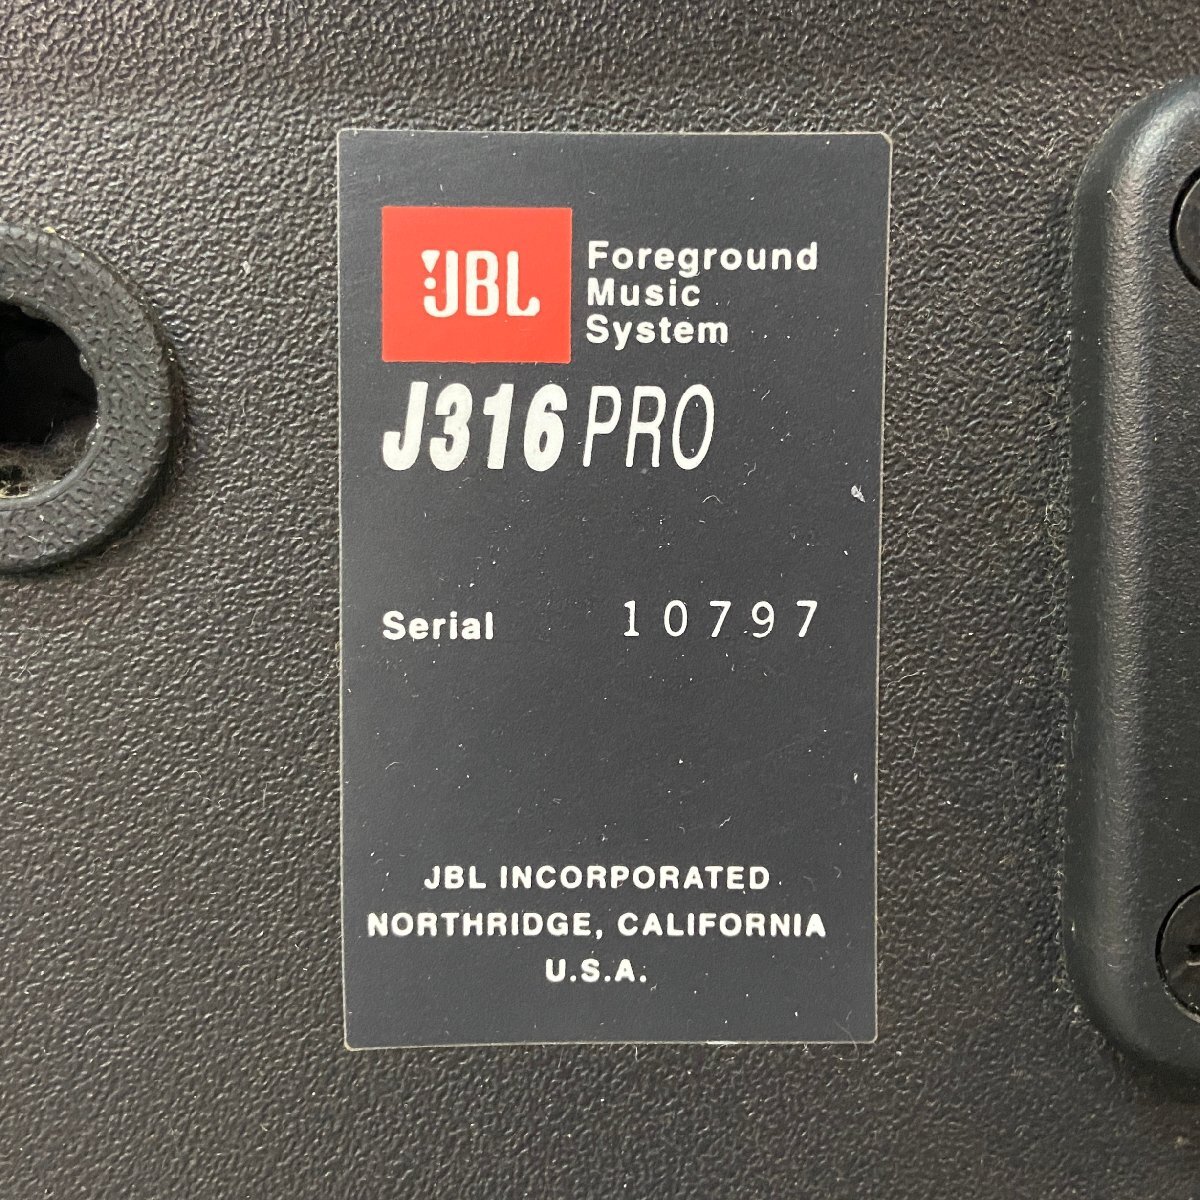 JBL
Foreground
Music
System
J316 PRO
Serial 10797
JBL INCORPORATED
NORTHRIDGE, CALIFORNIA
U.S.A.